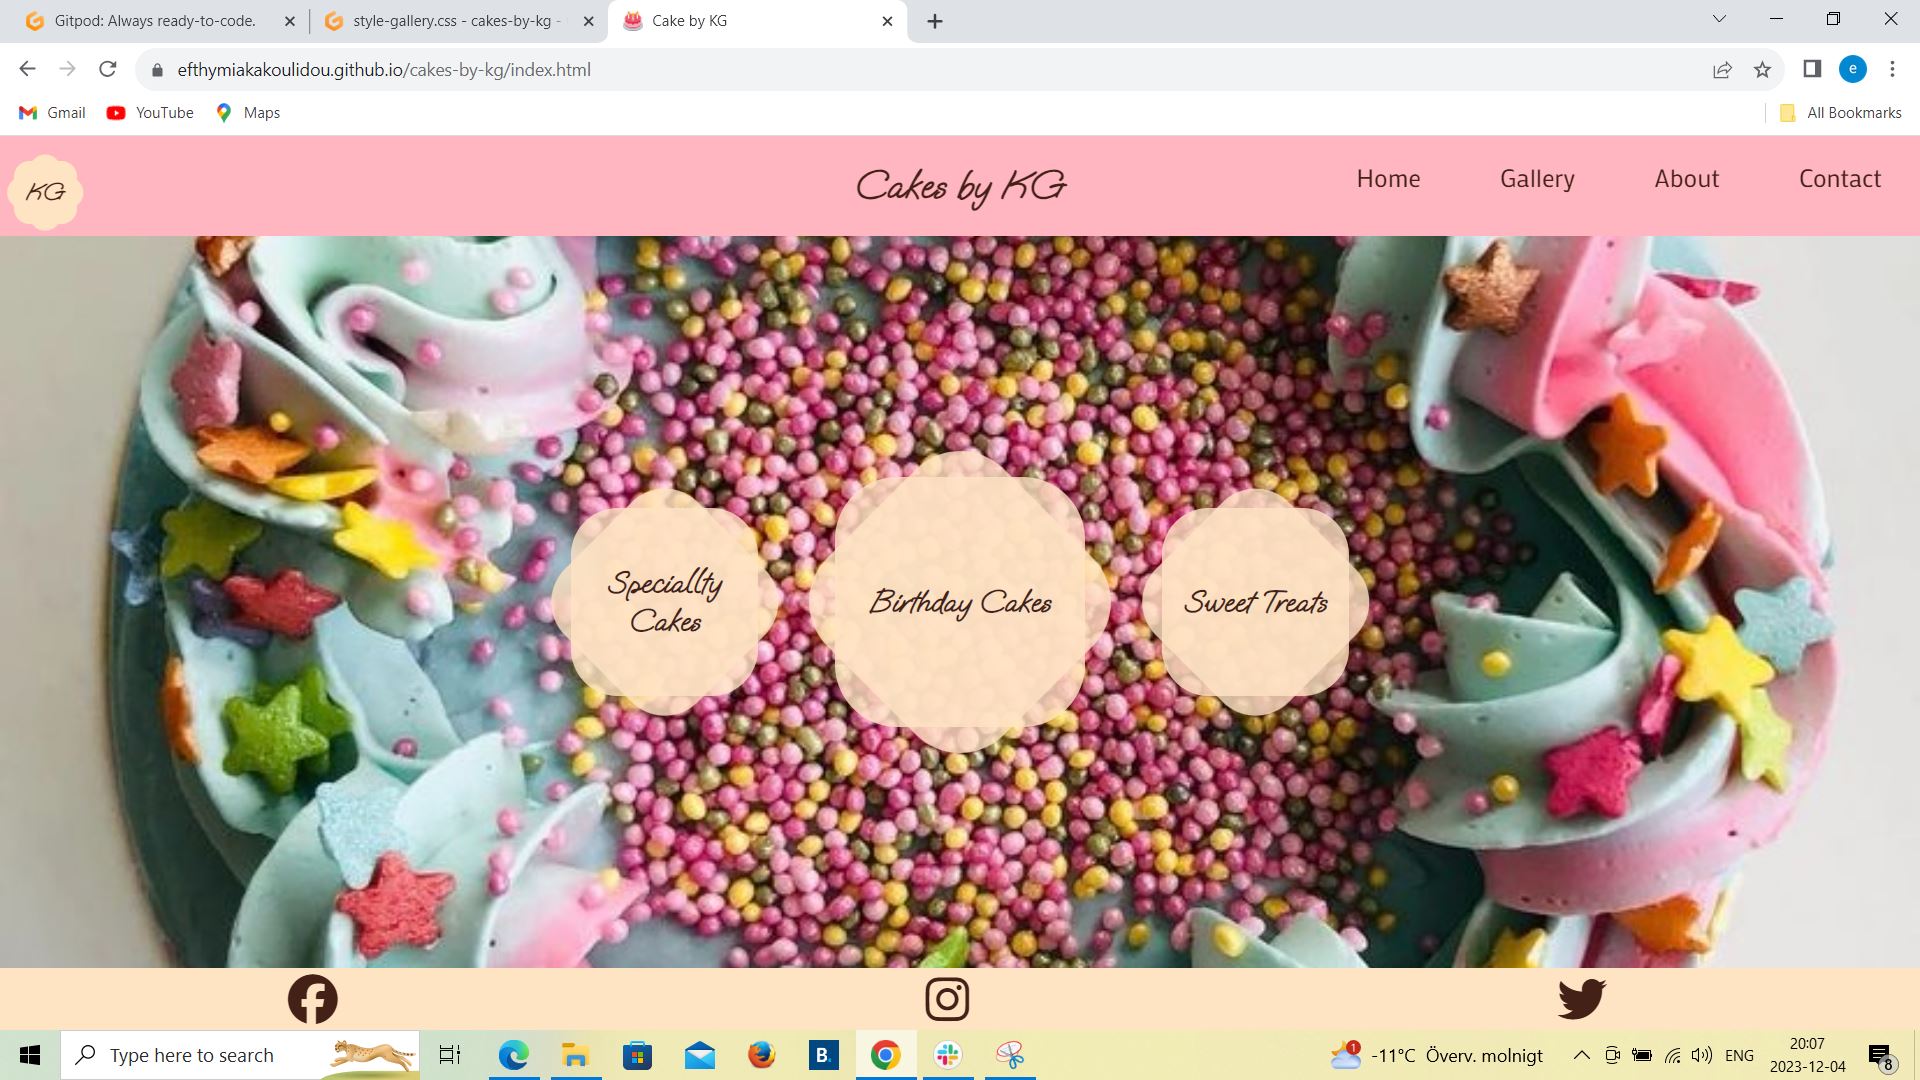 Gitpod: Always ready-to-code.
style-gallery.css - cakes-by-kg -
Cake by KG
efthymiakakoulidou.github.io/cakes-by-kg/index.html
e
Gmail
YouTube
Maps
All Bookmarks
KG
Cakes by KG
Home
Gallery
About
Contact
Speciallty
Cakes
Birthday Cakes
Sweet Treats
Type here to search
B.
1
-11°C Överv. molnigt
ENG
20:07
2023-12-04
8